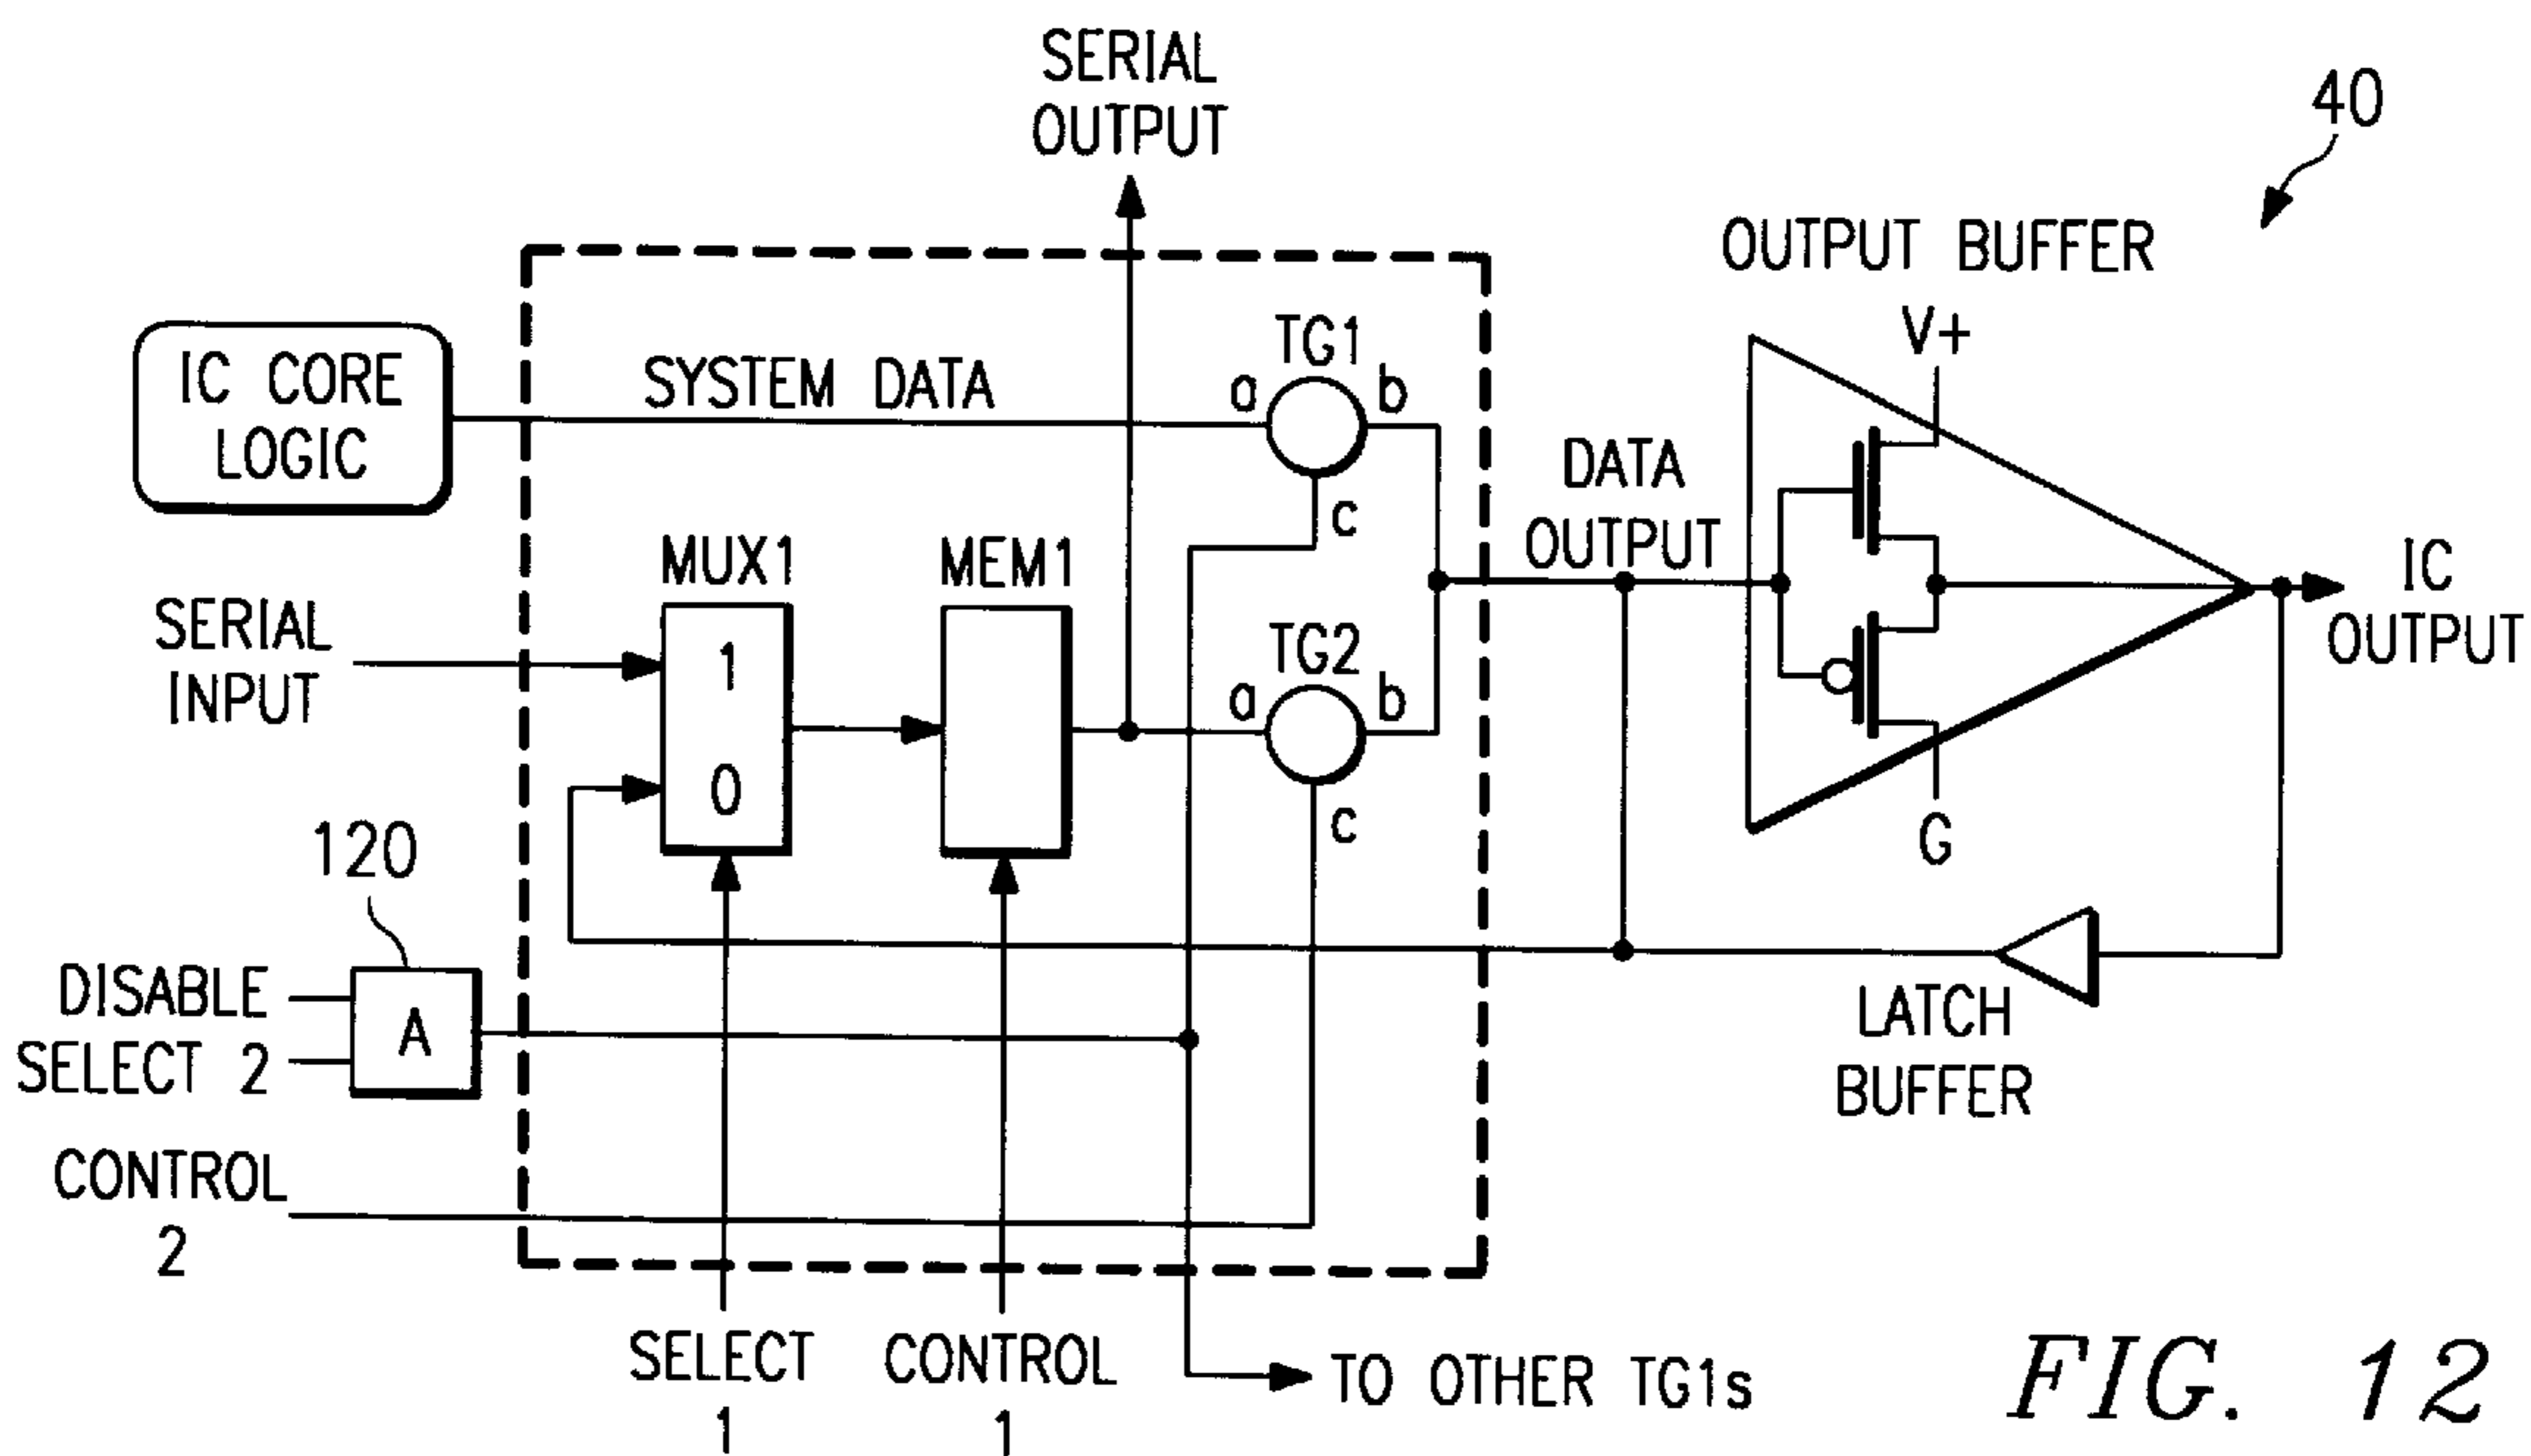 SERIAL
OUTPUT
40
OUTPUT BUFFER
V+
IC CORE
LOGIC
SYSTEM DATA
TG1
a
b
c
DATA
OUTPUT
IC
OUTPUT
MUX1
MEM1
SERIAL
INPUT
1
0
TG2
a
b
c
G
120
DISABLE
SELECT 2
A
LATCH
BUFFER
CONTROL
2
SELECT
1
CONTROL
1
TO OTHER TG1s
FIG. 12